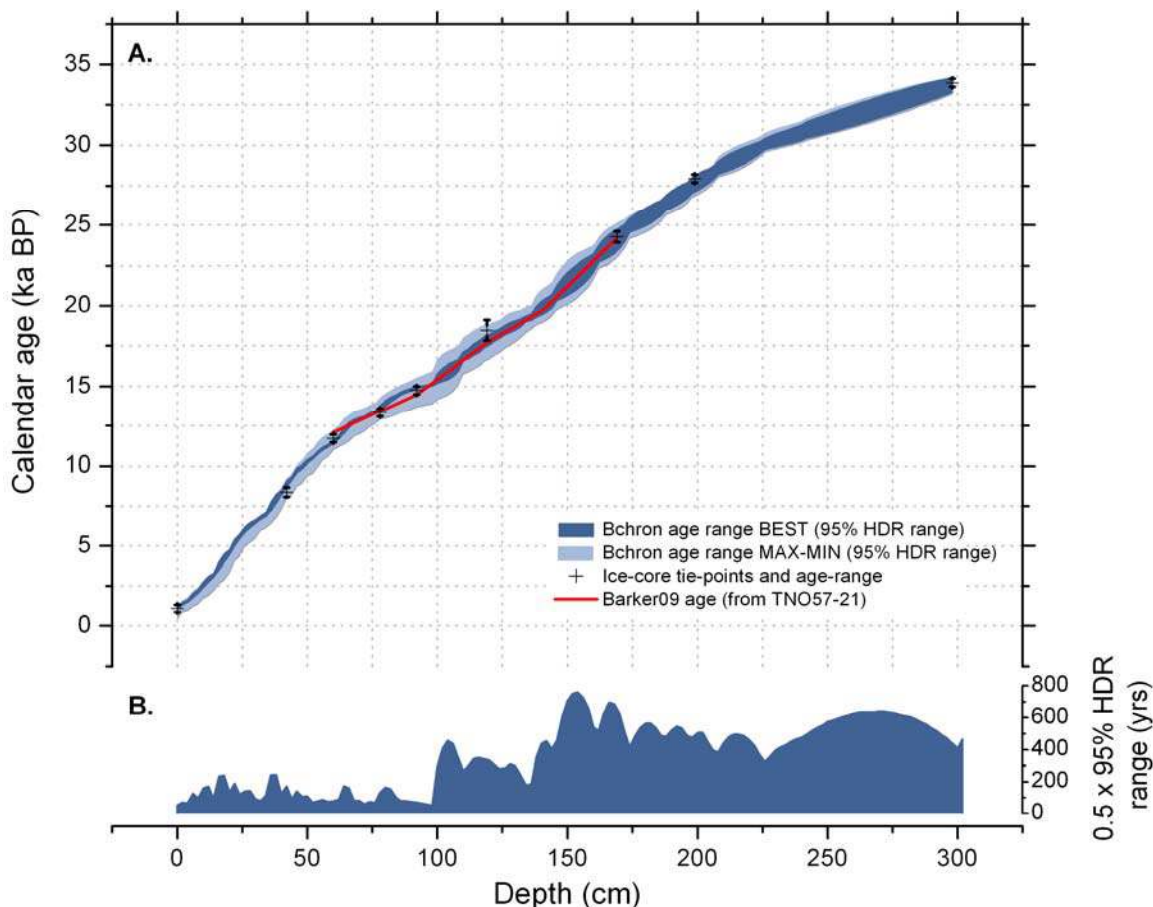 A.
35
30
25
20
15
10
5
0
Calendar age (ka BP)
Bchron age range BEST (95% HDR range)
Bchron age range MAX-MIN (95% HDR range)
Ice-core tie-points and age-range
Barker09 age (from TNO57-21)
B.
800
600
400
200
0
0.5 x 95% HDR
range (yrs)
0 50 100 150 200 250 300
Depth (cm)